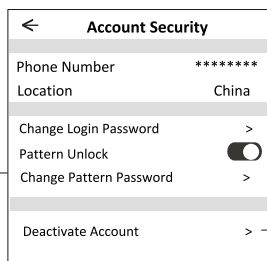 Account Security
Phone Number ********
Location China
Change Login Password >
Pattern Unlock
Change Pattern Password >
Deactivate Account >